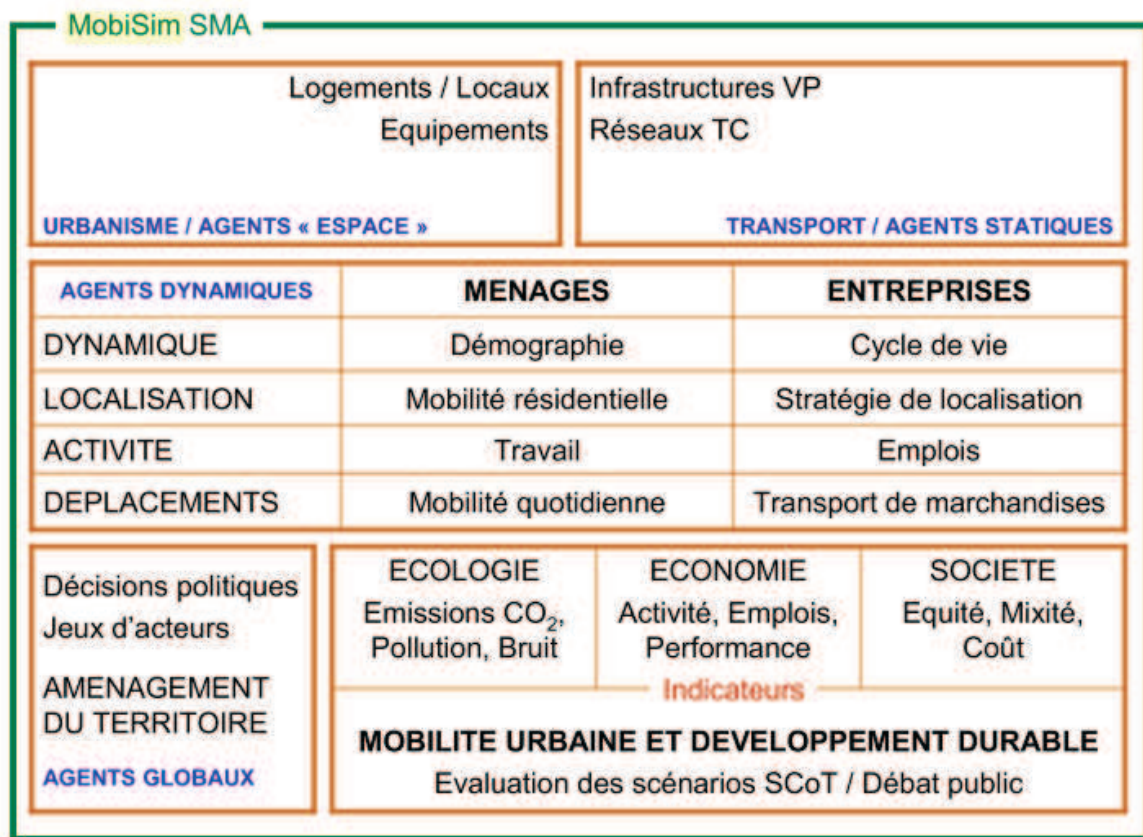 MobiSim SMA
Logements / Locaux
Equipements
URBANISME / AGENTS « ESPACE »
Infrastructures VP
Réseaux TC
TRANSPORT / AGENTS STATIQUES
AGENTS DYNAMIQUES MENAGES ENTREPRISES
DYNAMIQUE Démographie Cycle de vie
LOCALISATION Mobilité résidentielle Stratégie de localisation
ACTIVITE Travail Emplois
DEPLACEMENTS Mobilité quotidienne Transport de marchandises
Décisions politiques
Jeux d'acteurs
AMENAGEMENT
DU TERRITOIRE
AGENTS GLOBAUX
ECOLOGIE
Emissions CO₂,
Pollution, Bruit
ECONOMIE
Activité, Emplois,
Performance
SOCIETE
Equité, Mixité,
Coût
Indicateurs
MOBILITE URBAINE ET DEVELOPPEMENT DURABLE
Evaluation des scénarios SCoT / Débat public